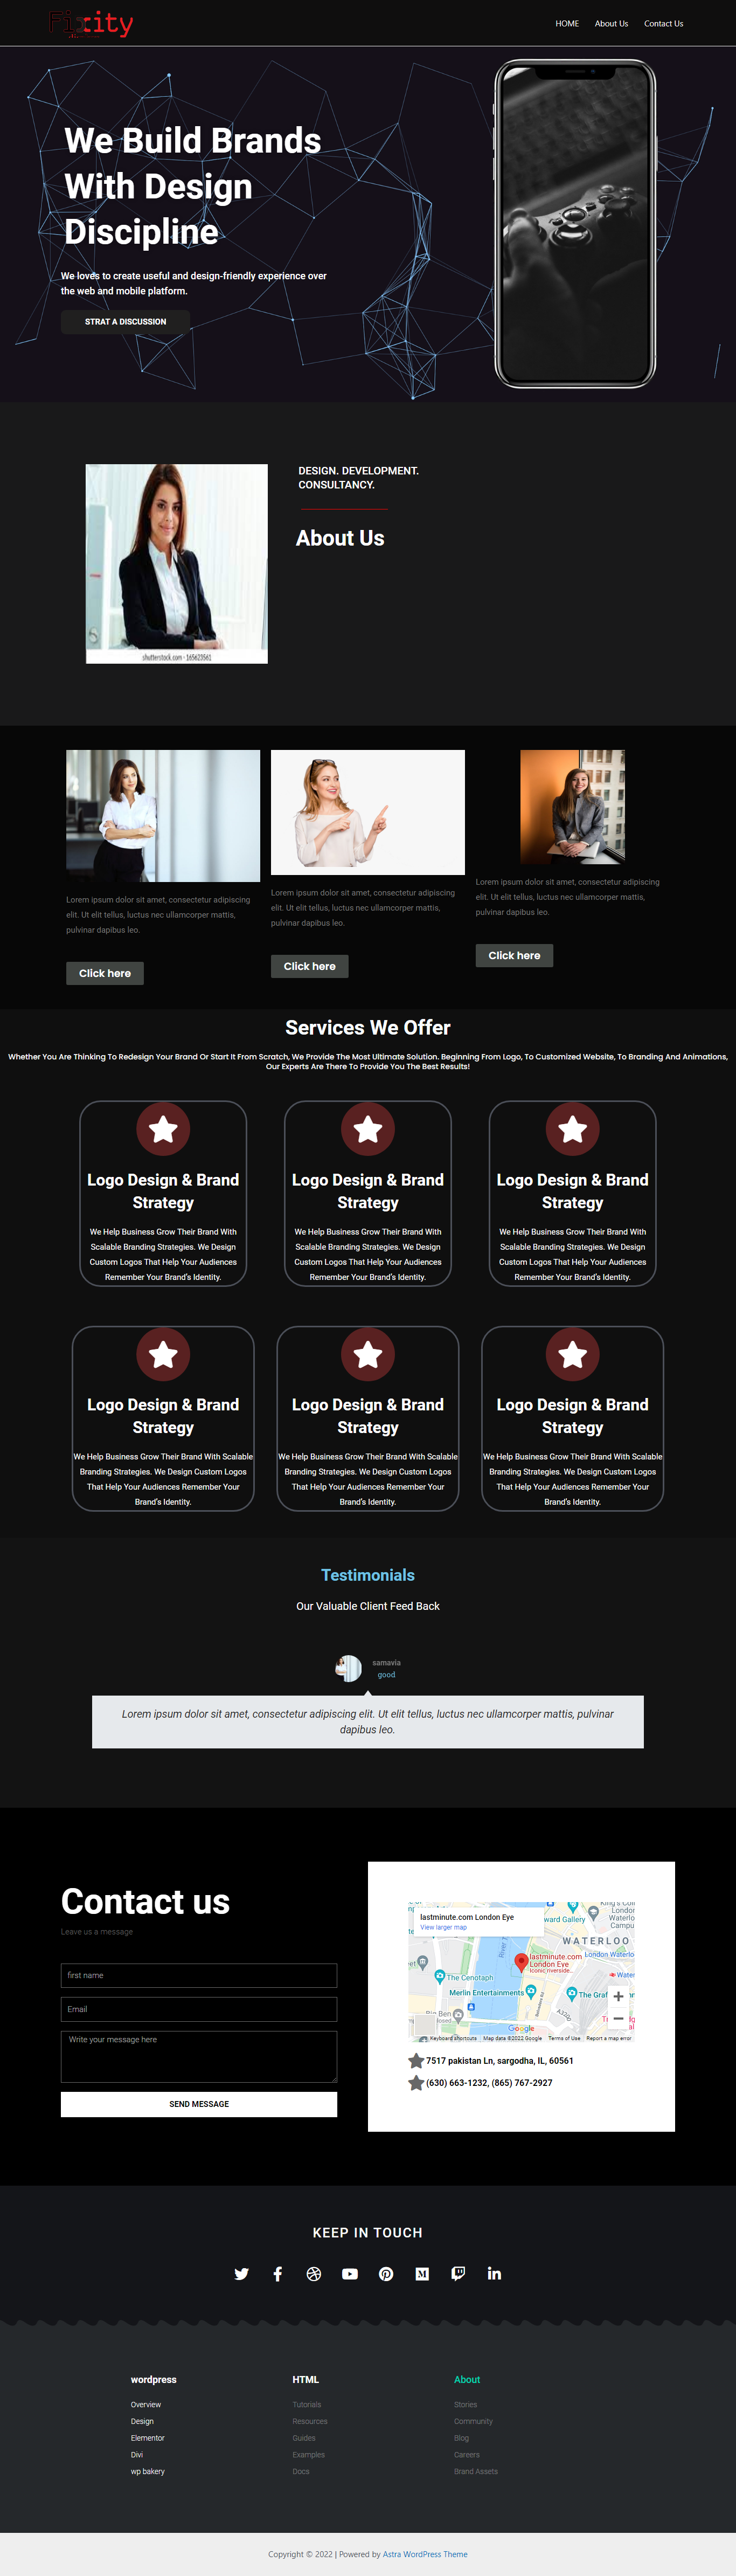 Fixity
HOME About Us Contact Us
We Build Brands
With Design
Discipline
We loves to create useful and design-friendly experience over
the web and mobile platform.
STRAT A DISCUSSION
DESIGN. DEVELOPMENT.
CONSULTANCY.
About Us
shutterstock.com · 165623561
Lorem ipsum dolor sit amet, consectetur adipiscing
elit. Ut elit tellus, luctus nec ullamcorper mattis,
pulvinar dapibus leo.
Click here
Lorem ipsum dolor sit amet, consectetur adipiscing
elit. Ut elit tellus, luctus nec ullamcorper mattis,
pulvinar dapibus leo.
Click here
Lorem ipsum dolor sit amet, consectetur adipiscing
elit. Ut elit tellus, luctus nec ullamcorper mattis,
pulvinar dapibus leo.
Click here
Services We Offer
Whether You Are Thinking To Redesign Your Brand Or Start It From Scratch, We Provide The Most Ultimate Solution. Beginning From Logo, To Customized Website, To Branding And Animations,
Our Experts Are There To Provide You The Best Results!
Logo Design & Brand
Strategy
We Help Business Grow Their Brand With
Scalable Branding Strategies. We Design
Custom Logos That Help Your Audiences
Remember Your Brand's Identity.
Logo Design & Brand
Strategy
We Help Business Grow Their Brand With
Scalable Branding Strategies. We Design
Custom Logos That Help Your Audiences
Remember Your Brand's Identity.
Logo Design & Brand
Strategy
We Help Business Grow Their Brand With
Scalable Branding Strategies. We Design
Custom Logos That Help Your Audiences
Remember Your Brand's Identity.
Logo Design & Brand
Strategy
We Help Business Grow Their Brand With Scalable
Branding Strategies. We Design Custom Logos
That Help Your Audiences Remember Your
Brand's Identity.
Logo Design & Brand
Strategy
We Help Business Grow Their Brand With Scalable
Branding Strategies. We Design Custom Logos
That Help Your Audiences Remember Your
Brand's Identity.
Logo Design & Brand
Strategy
We Help Business Grow Their Brand With Scalable
Branding Strategies. We Design Custom Logos
That Help Your Audiences Remember Your
Brand's Identity.
Testimonials
Our Valuable Client Feed Back
samavia
good
Lorem ipsum dolor sit amet, consectetur adipiscing elit. Ut elit tellus, luctus nec ullamcorper mattis, pulvinar
dapibus leo.
Contact us
Leave us a message
first name
Email
Write your message here
SEND MESSAGE
lastminute.com London Eye
View larger map
ward Gallery
London
Waterloo
Campu
WATERLOO
lastminute.com
London Eye
Iconic riverside...
London Waterlo
Water
The Cenotaph
Merlin Entertainments
The Graf
Big Ben
A3200
Google
Keyboard shortcuts Map data ©2022 Google Terms of Use Report a map error
7517 pakistan Ln, sargodha, IL, 60561
(630) 663-1232, (865) 767-2927
KEEP IN TOUCH
wordpress
Overview
Design
Elementor
Divi
wp bakery
HTML
Tutorials
Resources
Guides
Examples
Docs
About
Stories
Community
Blog
Careers
Brand Assets
Copyright © 2022 | Powered by Astra WordPress Theme